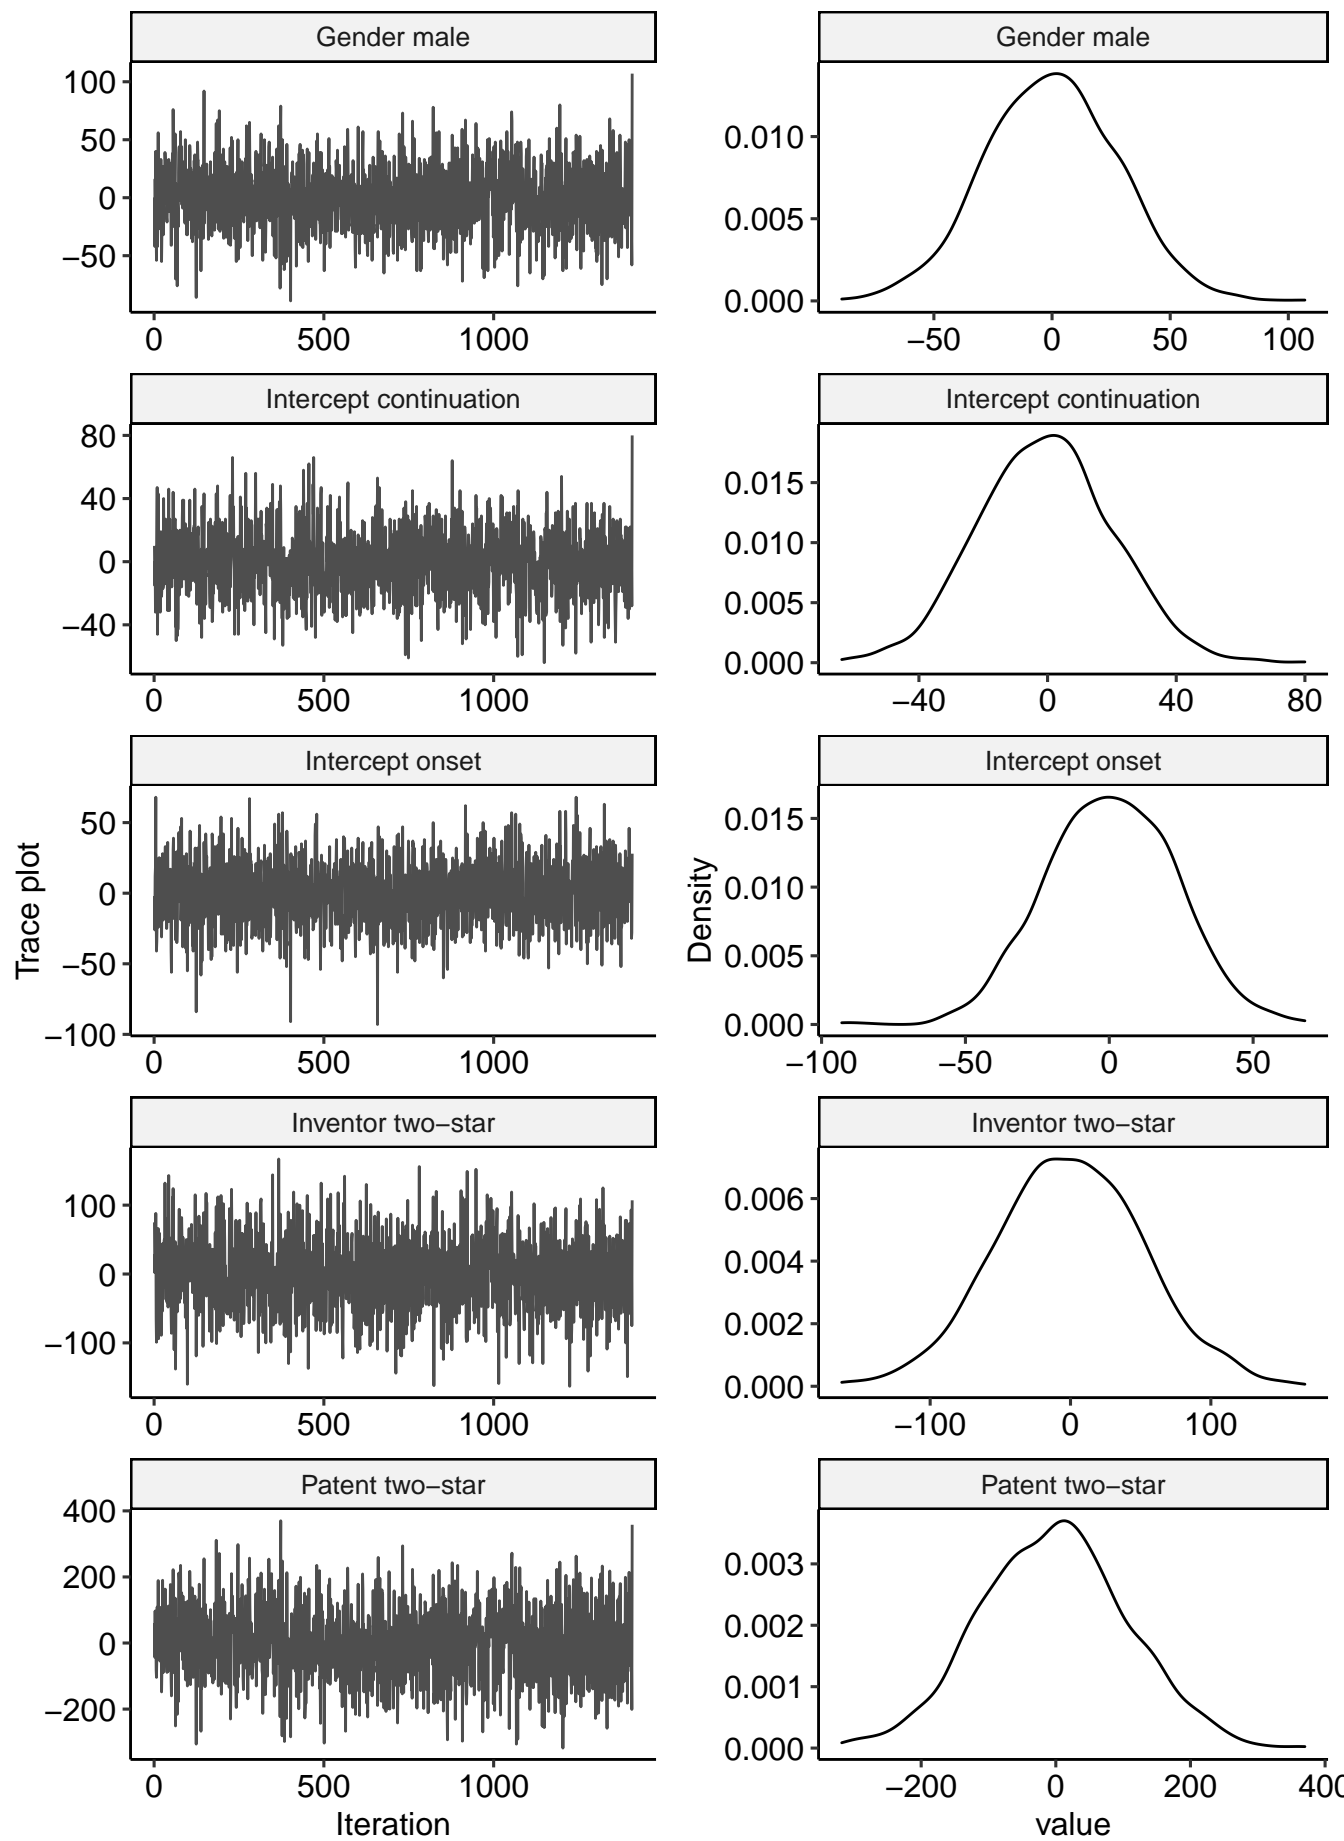 Gender male
Gender male
100
50
0
−50
0.010
0.005
0.000
0 500 1000
−50 0 50 100
Intercept continuation
Intercept continuation
80
40
0
−40
0.015
0.010
0.005
0.000
0 500 1000
−40 0 40 80
Intercept onset
Intercept onset
Trace plot
50
0
−50
−100
Density
0.015
0.010
0.005
0.000
0 500 1000
−100 −50 0 50
Inventor two−star
Inventor two−star
100
0
−100
0.006
0.004
0.002
0.000
0 500 1000
−100 0 100
Patent two−star
Patent two−star
400
200
0
−200
0.003
0.002
0.001
0.000
0 500 1000
−200 0 200 400
Iteration
value